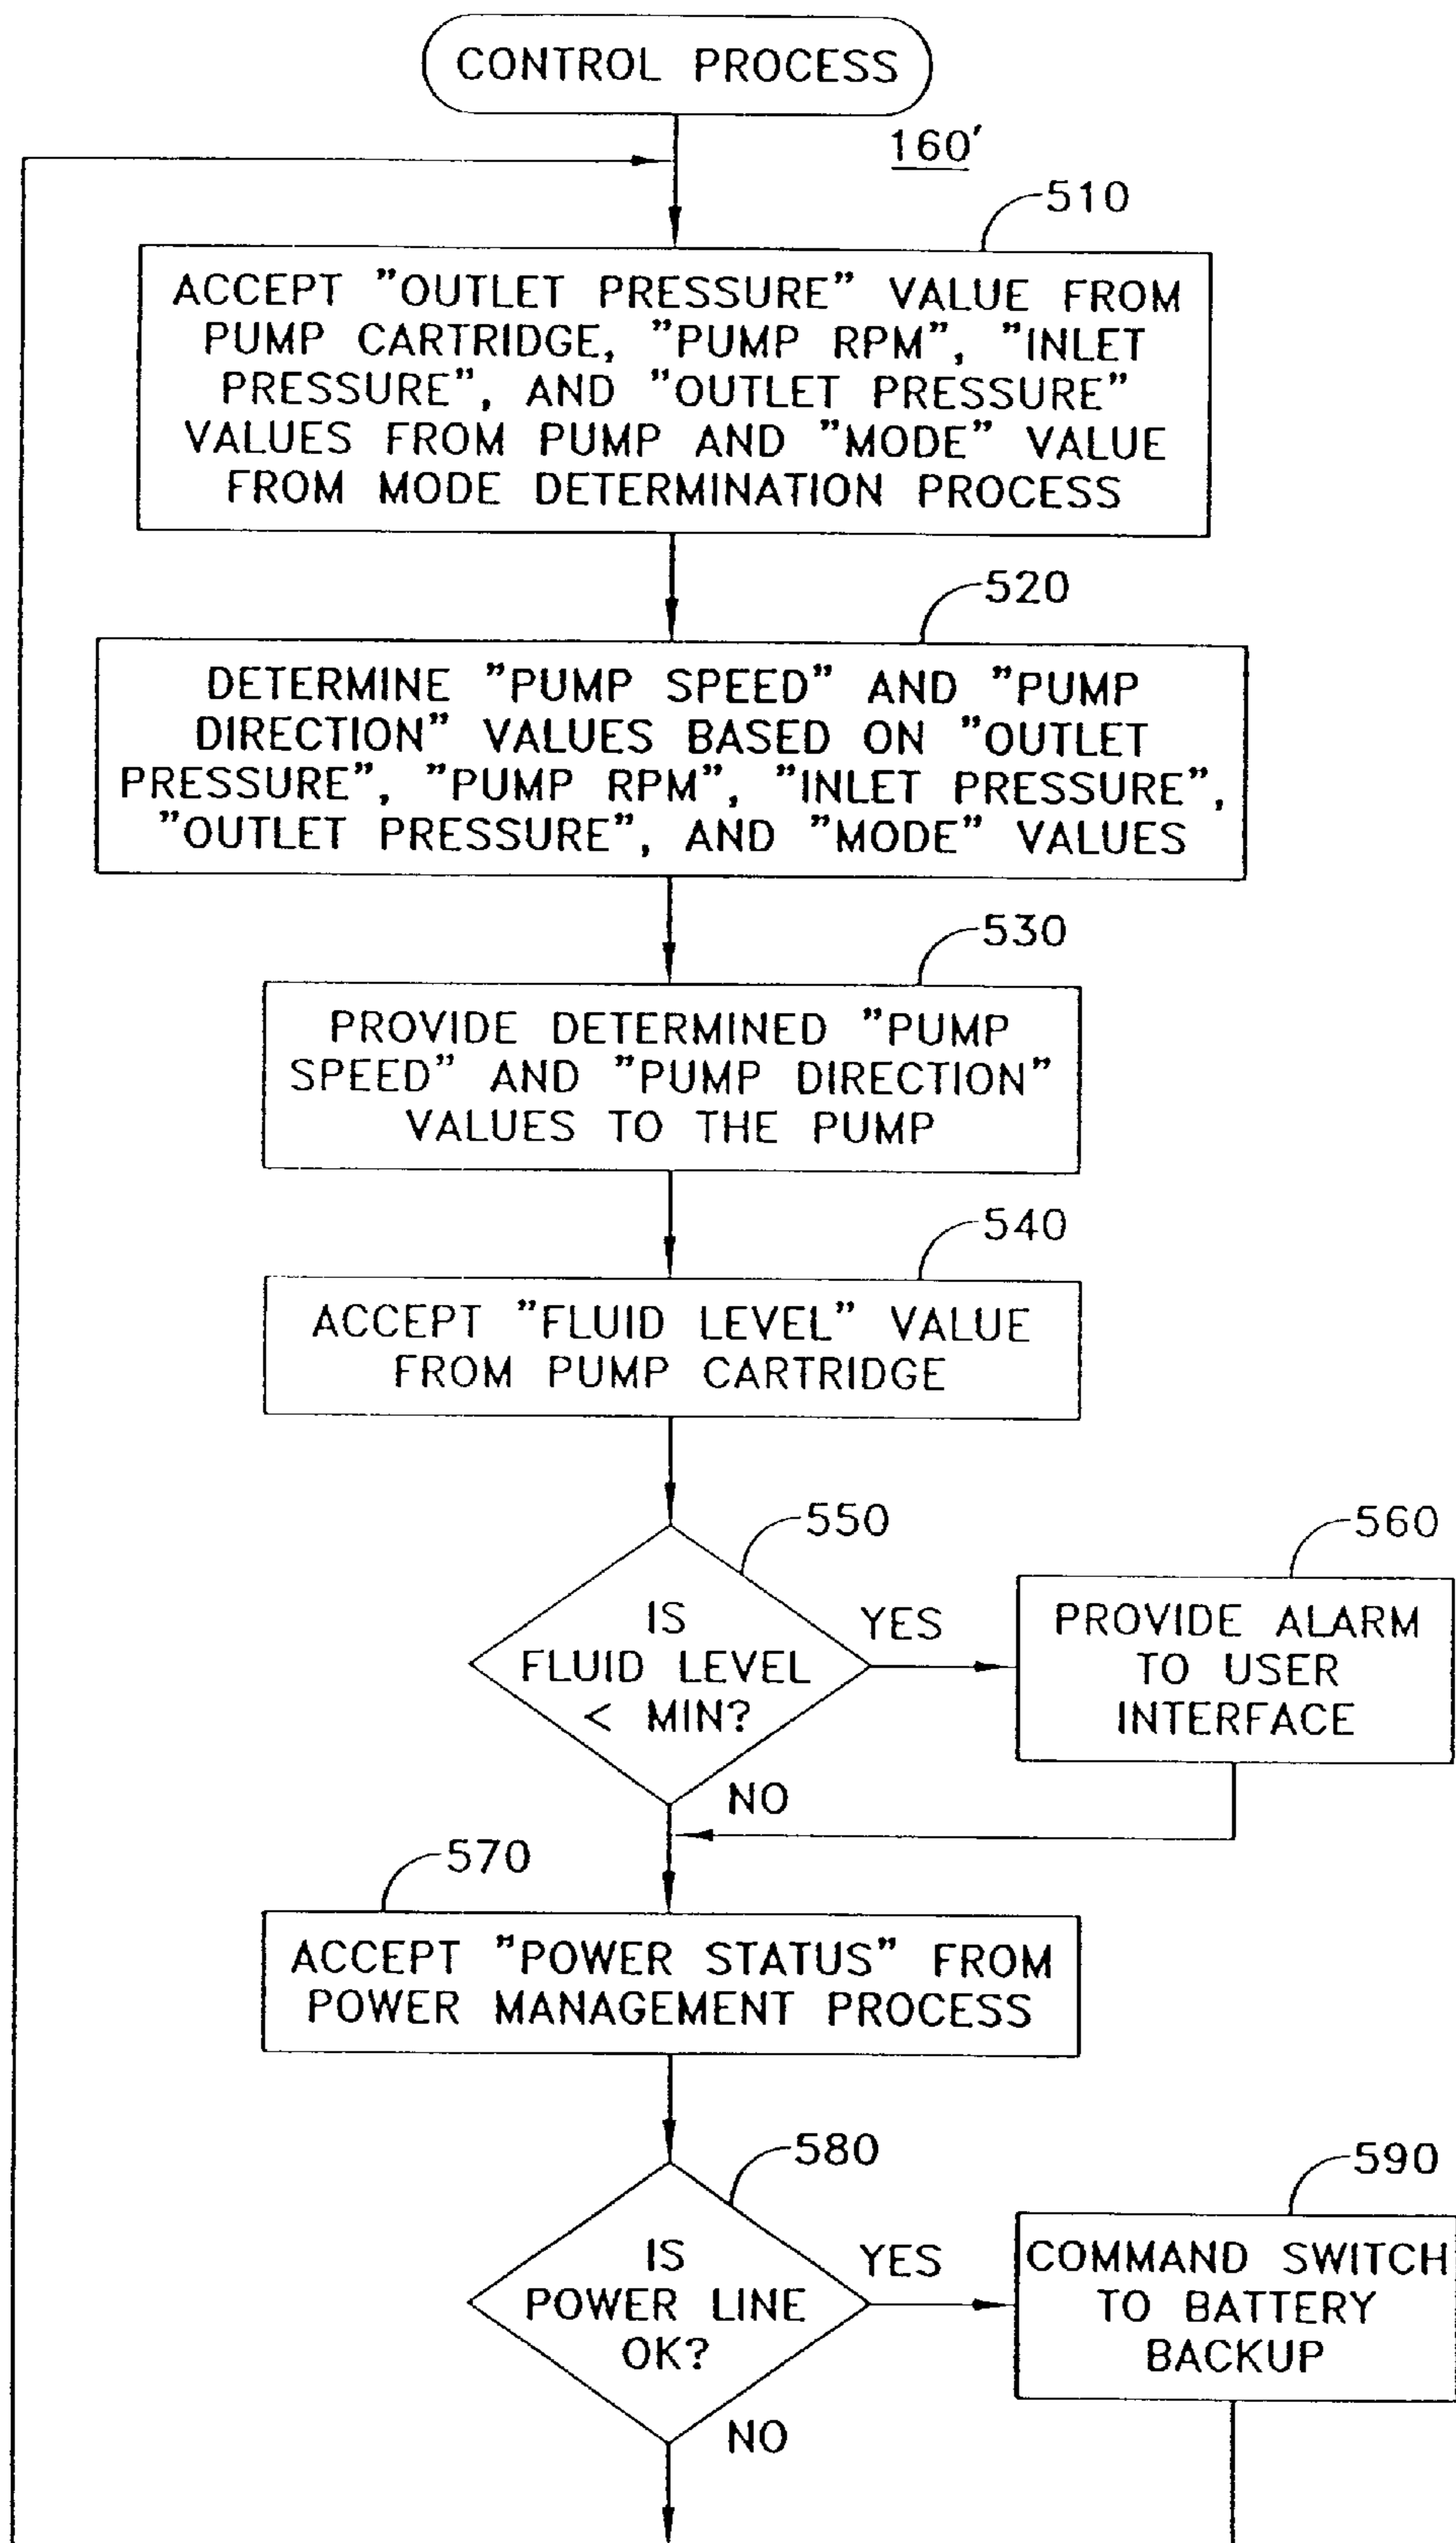 CONTROL PROCESS
160'
510
ACCEPT "OUTLET PRESSURE" VALUE FROM
PUMP CARTRIDGE, "PUMP RPM", "INLET
PRESSURE", AND "OUTLET PRESSURE"
VALUES FROM PUMP AND "MODE" VALUE
FROM MODE DETERMINATION PROCESS
520
DETERMINE "PUMP SPEED" AND "PUMP
DIRECTION" VALUES BASED ON "OUTLET
PRESSURE", "PUMP RPM", "INLET PRESSURE",
"OUTLET PRESSURE", AND "MODE" VALUES
530
PROVIDE DETERMINED "PUMP
SPEED" AND "PUMP DIRECTION"
VALUES TO THE PUMP
540
ACCEPT "FLUID LEVEL" VALUE
FROM PUMP CARTRIDGE
550
IS
FLUID LEVEL
< MIN?
YES
560
PROVIDE ALARM
TO USER
INTERFACE
NO
570
ACCEPT "POWER STATUS" FROM
POWER MANAGEMENT PROCESS
580
IS
POWER LINE
OK?
YES
590
COMMAND SWITCH
TO BATTERY
BACKUP
NO